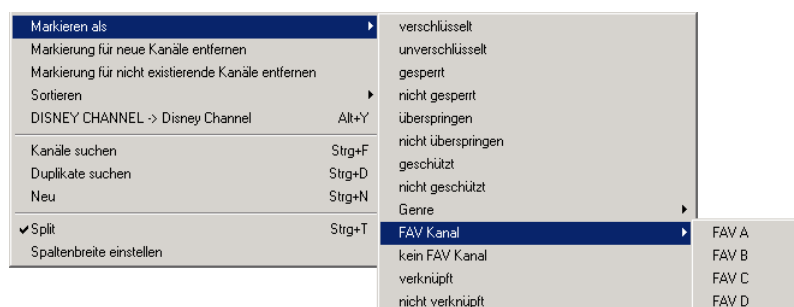 Markieren als
Markierung für neue Kanäle entfernen
Markierung für nicht existierende Kanäle entfernen
Sortieren
DISNEY CHANNEL -> Disney Channel Alt+Y
Kanäle suchen Strg+F
Duplikate suchen Strg+D
Neu Strg+N
Split Strg+T
Spaltenbreite einstellen
verschlüsselt
unverschlüsselt
gesperrt
nicht gesperrt
überspringen
nicht überspringen
geschützt
nicht geschützt
Genre
FAV Kanal
kein FAV Kanal
verknüpft
nicht verknüpft
FAV A
FAV B
FAV C
FAV D